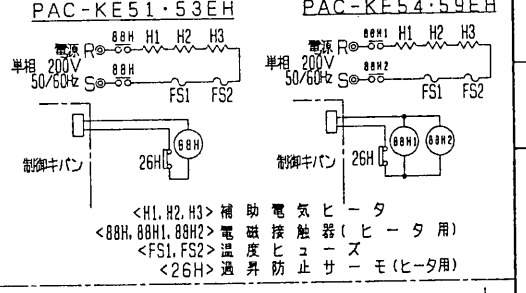 PAC-KE51・53EH
88H H1 H2 H3
電源 R
単相 200V
50/60Hz S
88H
FS1 FS2
88H
26H
制御キバン
PAC-KE54・59EH
88H1 H1 H2 H3
電源 R
単相 200V
50/60Hz S
88H2
FS1 FS2
88H1 88H2
26H
制御キバン
<H1,H2,H3>補助電気ヒータ
<88H,88H1,88H2>電磁接触器(ヒータ用)
<FS1,FS2>温度ヒューズ
<26H>過昇防止サーモ(ヒータ用)